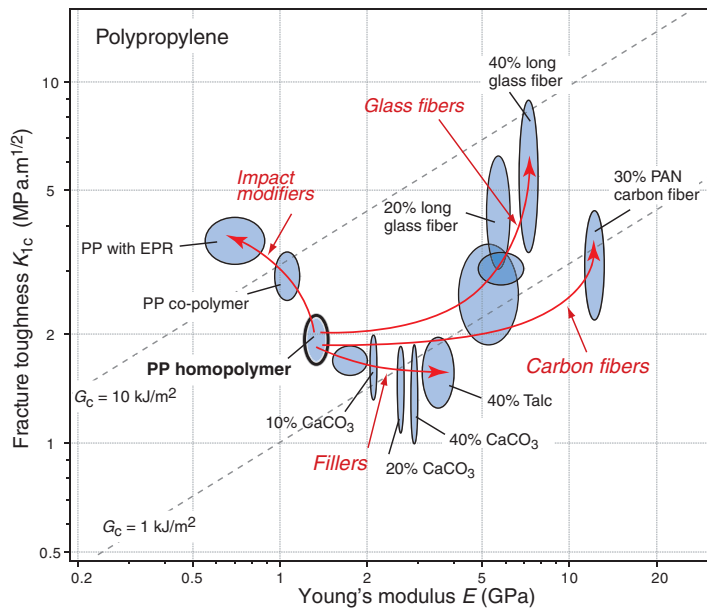 Polypropylene
40% long
glass fiber
Glass fibers
30% PAN
carbon fiber
Impact
modifiers
20% long
glass fiber
PP with EPR
PP co-polymer
PP homopolymer
Carbon fibers
G_c = 10 kJ/m²
10% CaCO₃
40% Talc
Fillers
40% CaCO₃
20% CaCO₃
G_c = 1 kJ/m²
10
5
2
1
0.5
Fracture toughness K₁c (MPa.m^1/2)
0.2
0.5
1
2
5
10
20
Young's modulus E (GPa)